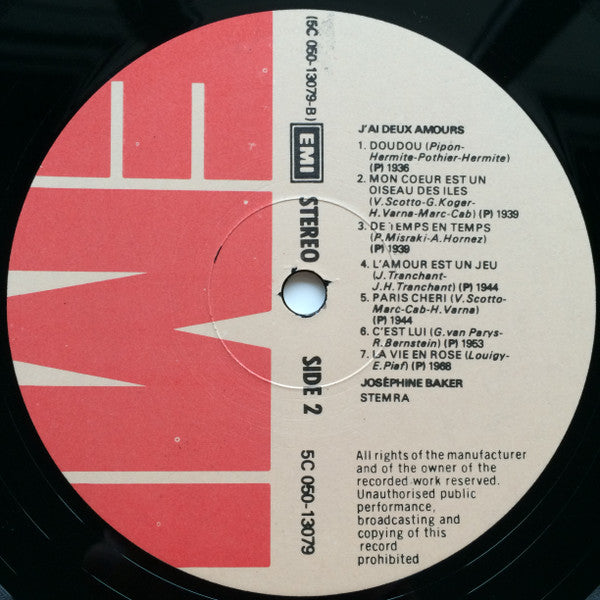 (5C 050-13079-B)
EMI
STEREO
SIDE 2
5C 050-13079
EMI
J'AI DEUX AMOURS
1. DOUDOU (Pipon-
Hermite-Pothier-Hermite)
(P) 1936
2. MON COEUR EST UN
OISEAU DES ILES
(V.Scotto-G.Koger-
H.Varna-Marc-Cab) (P) 1939
3. DE TEMPS EN TEMPS
(P.Misraki-A.Hornez)
(P) 1939
4. L'AMOUR EST UN JEU
(J.Tranchant-
J.H.Tranchant) (P) 1944
5. PARIS CHERI (V.Scotto-
Marc-Cab-H.Varna)
(P) 1944
6. C'EST LUI (G.van Parys-
R.Bernstein) (P) 1953
7. LA VIE EN ROSE (Louigy-
E.Piaf) (P) 1968
JOSÉPHINE BAKER
STEMRA
All rights of the manufacturer
and of the owner of the
recorded work reserved.
Unauthorised public
performance,
broadcasting and
copying of this
record
prohibited